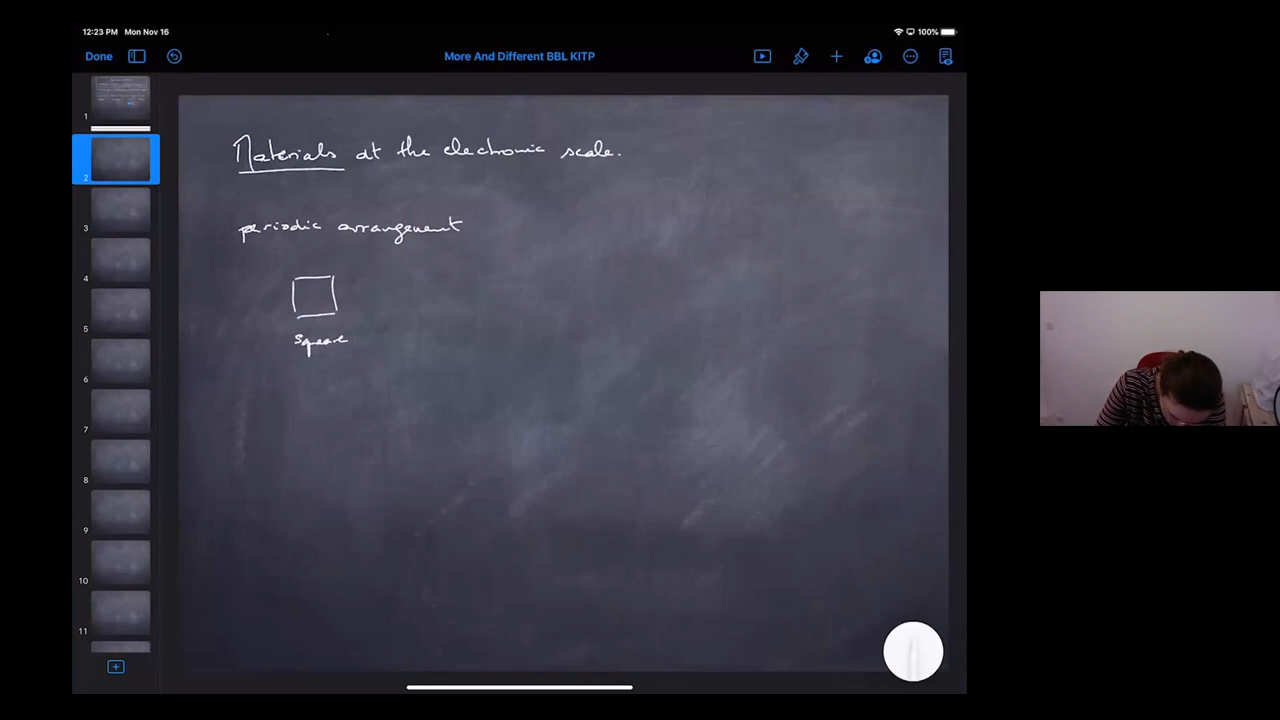 12:23 PM Mon Nov 16
100%
Done
More And Different BBL KITP
1
2
3
4
5
6
7
8
9
10
11
Materials at the electronic scale.
periodic arrangement
square